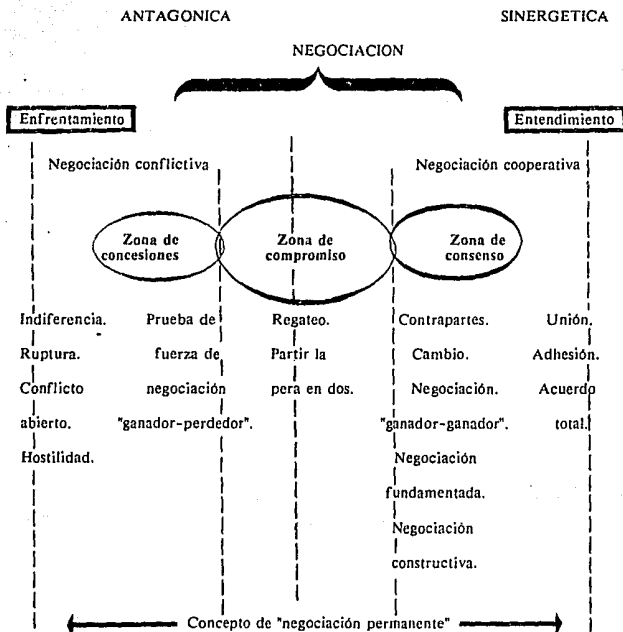 ANTAGONICA SINERGETICA
NEGOCIACION
Enfrentamiento Entendimiento
Negociación conflictiva Negociación cooperativa
Zona de concesiones
Zona de compromiso
Zona de consenso
Indiferencia.
Ruptura.
Conflicto
abierto.
Hostilidad.
Prueba de
fuerza de
negociación
"ganador-perdedor".
Regateo.
Partir la
pera en dos.
Contrapartes.
Cambio.
Negociación.
"ganador-ganador".
Negociación
fundamentada.
Negociación
constructiva.
Unión.
Adhesión.
Acuerdo
total.
Concepto de "negociación permanente"